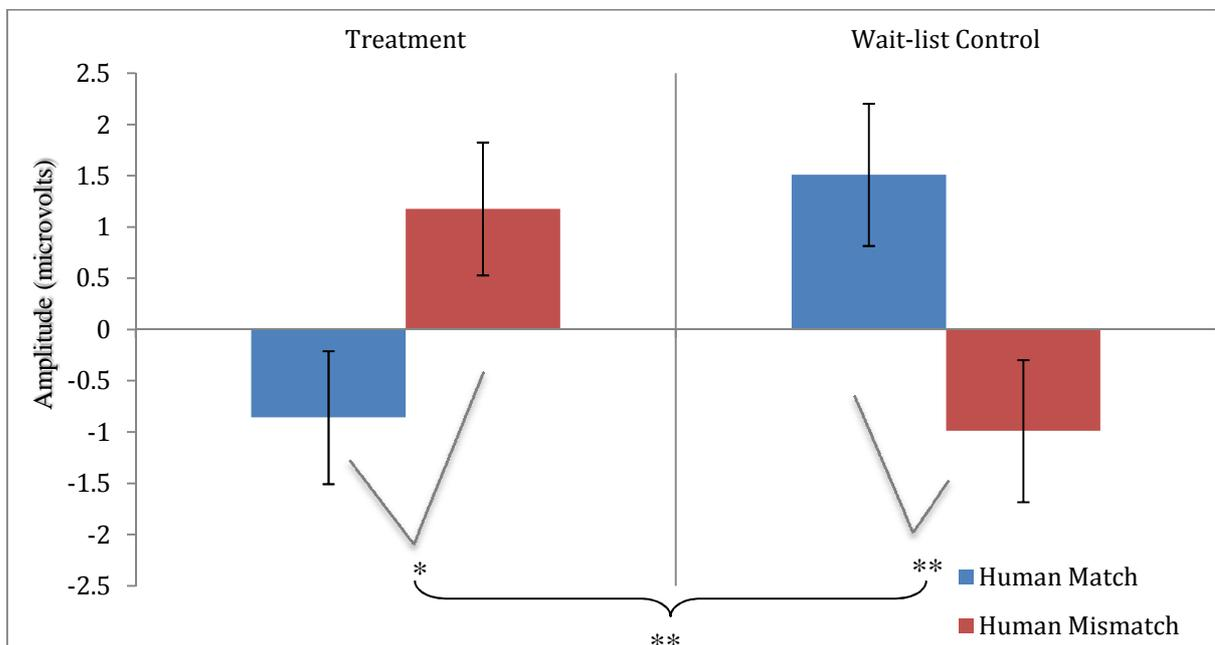 Treatment
Wait-list Control
Amplitude (microvolts)
2.5
2
1.5
1
0.5
0
-0.5
-1
-1.5
-2
-2.5
*
**
**
Human Match
Human Mismatch